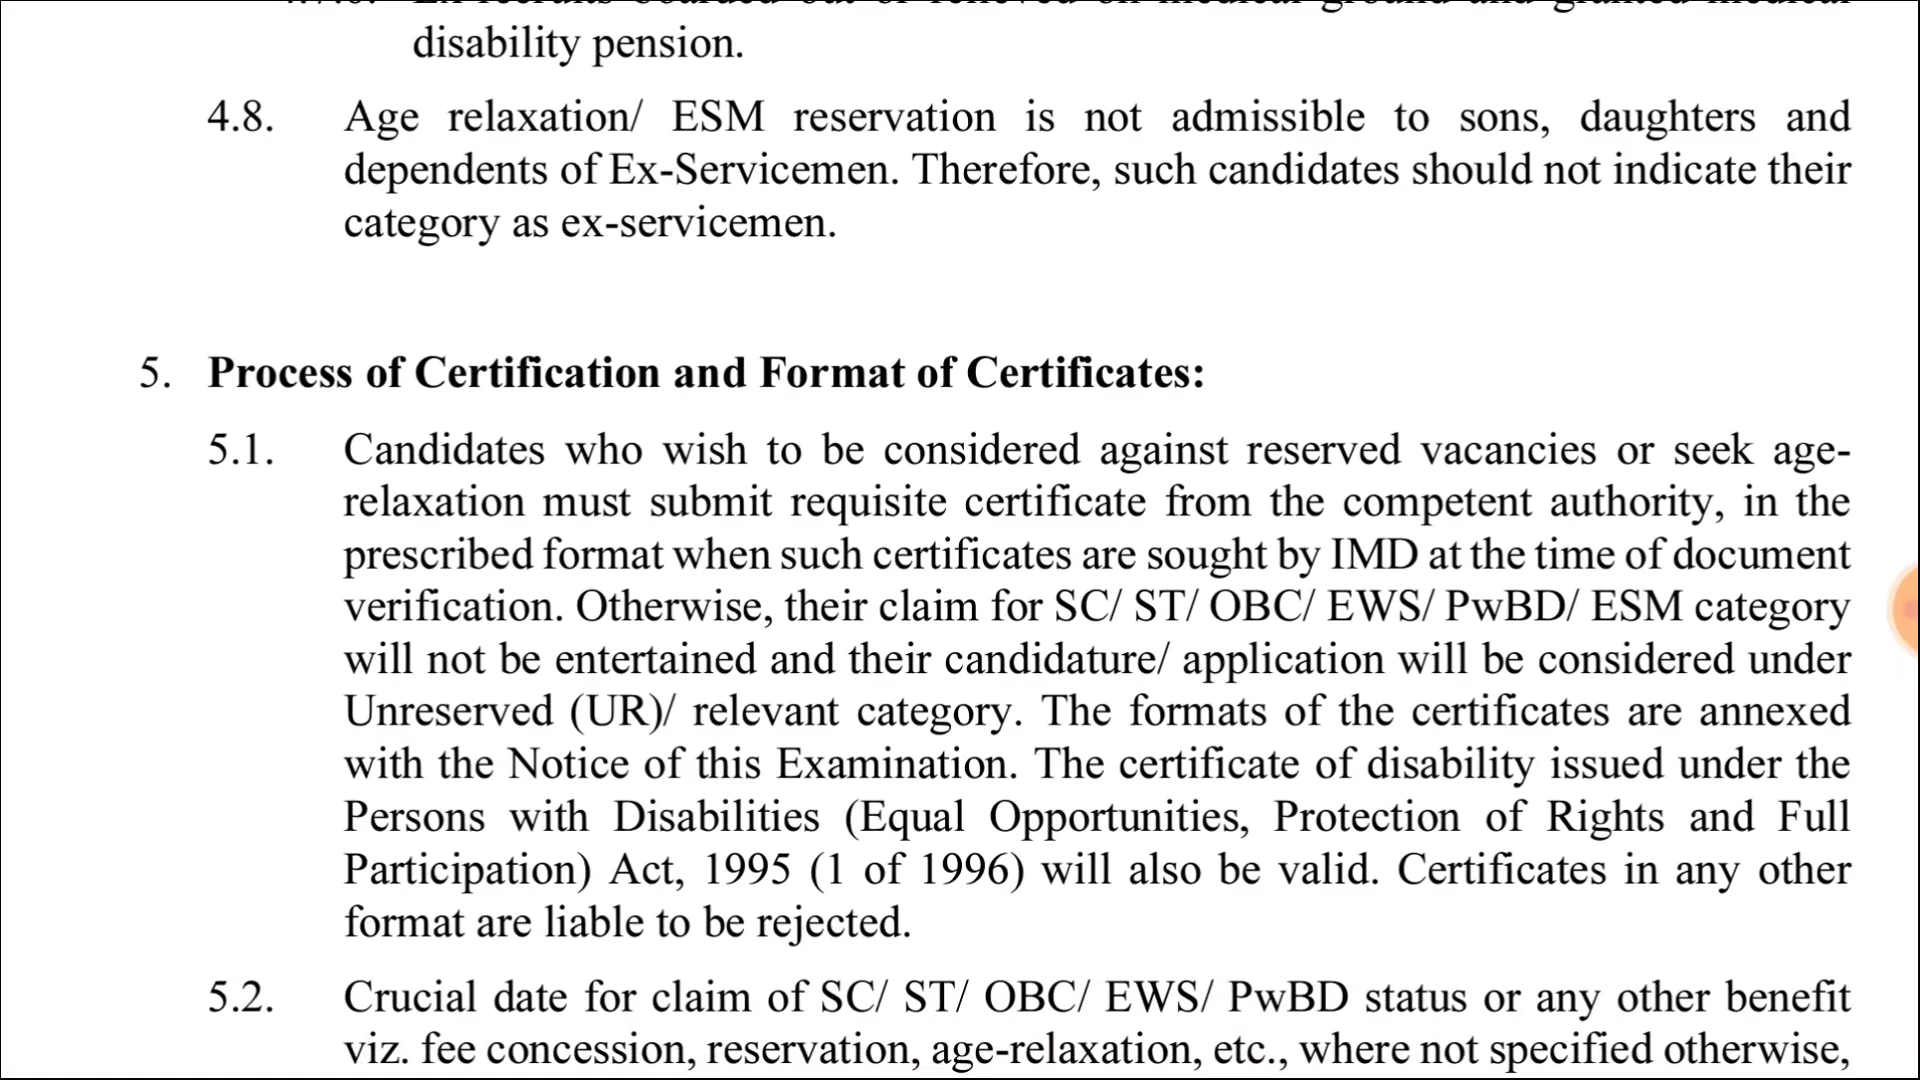 disability pension.
4.8. Age relaxation/ ESM reservation is not admissible to sons, daughters and
dependents of Ex-Servicemen. Therefore, such candidates should not indicate their
category as ex-servicemen.
5. Process of Certification and Format of Certificates:
5.1. Candidates who wish to be considered against reserved vacancies or seek age-
relaxation must submit requisite certificate from the competent authority, in the
prescribed format when such certificates are sought by IMD at the time of document
verification. Otherwise, their claim for SC/ ST/ OBC/ EWS/ PwBD/ ESM category
will not be entertained and their candidature/ application will be considered under
Unreserved (UR)/ relevant category. The formats of the certificates are annexed
with the Notice of this Examination. The certificate of disability issued under the
Persons with Disabilities (Equal Opportunities, Protection of Rights and Full
Participation) Act, 1995 (1 of 1996) will also be valid. Certificates in any other
format are liable to be rejected.
5.2. Crucial date for claim of SC/ ST/ OBC/ EWS/ PwBD status or any other benefit
viz. fee concession, reservation, age-relaxation, etc., where not specified otherwise,